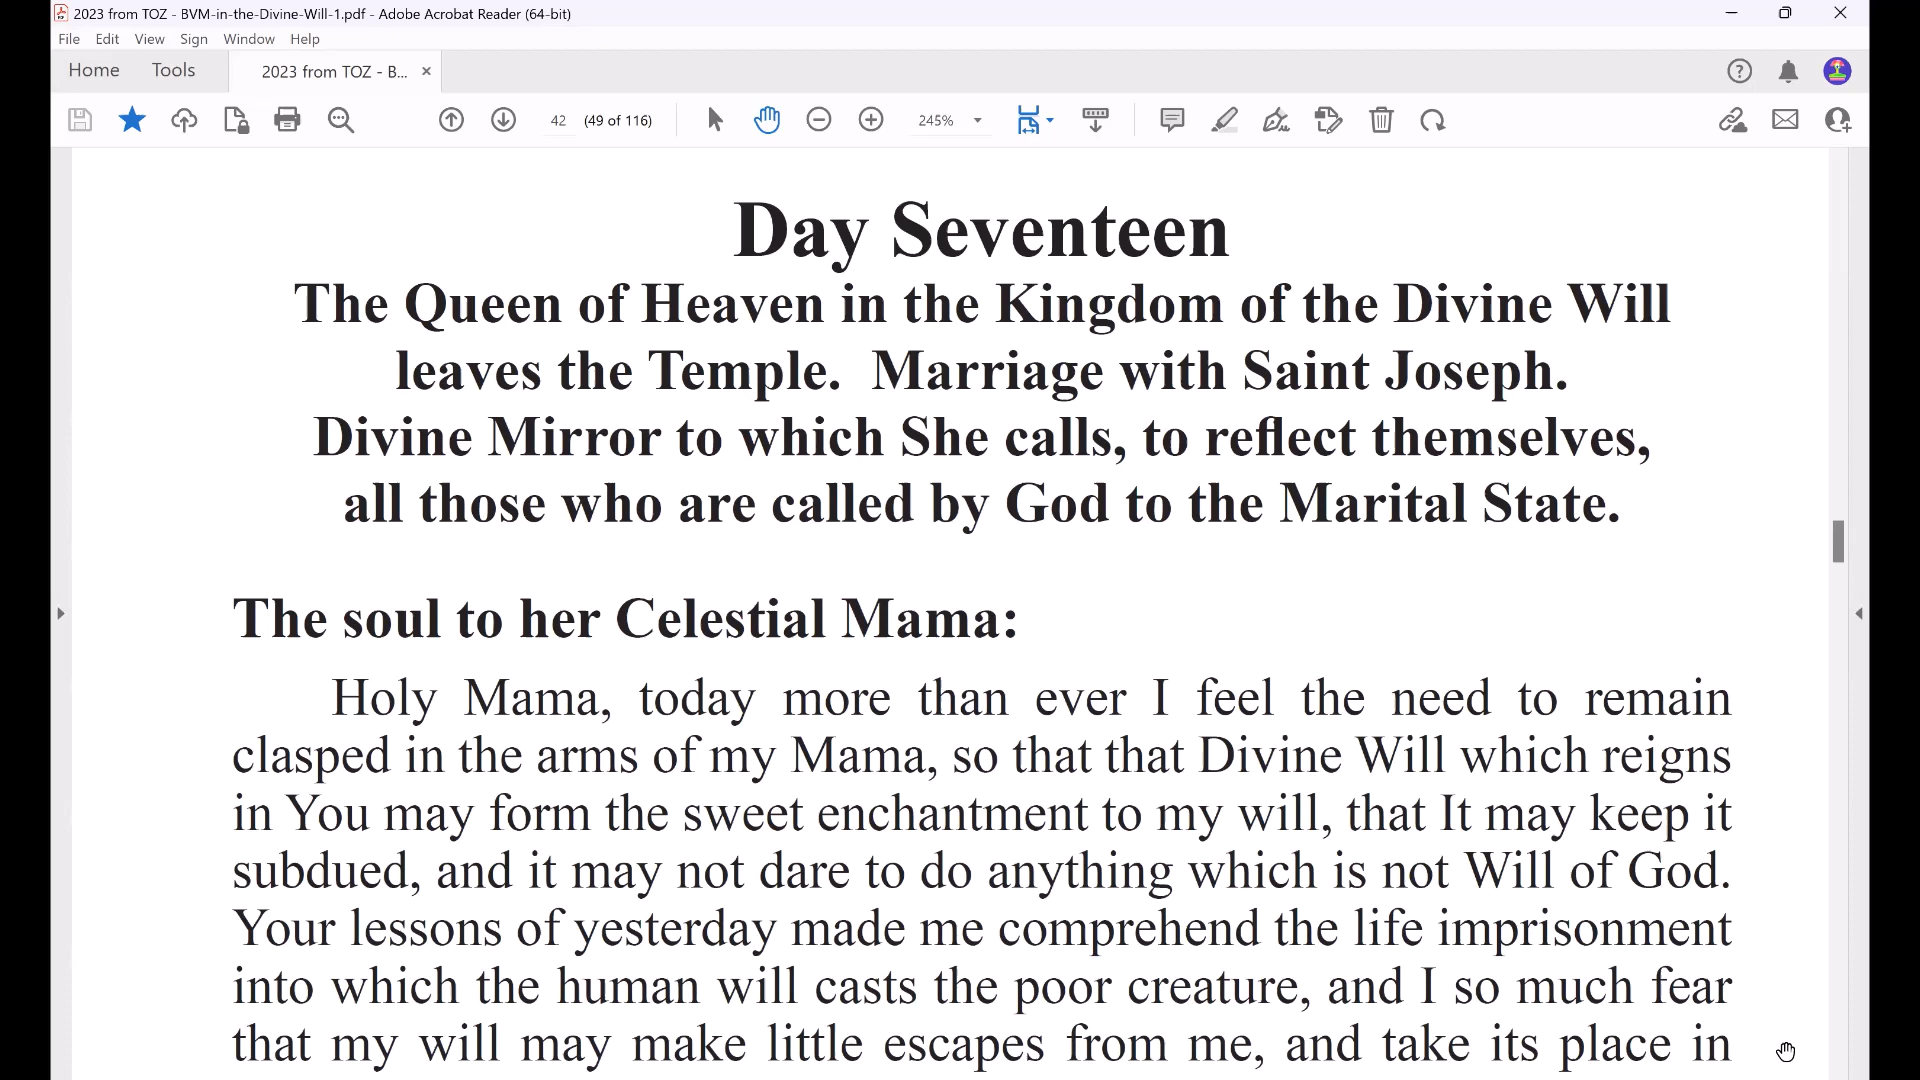 2023 from TOZ - BVM-in-the-Divine-Will-1.pdf - Adobe Acrobat Reader (64-bit)
File Edit View Sign Window Help
Home Tools 2023 from TOZ - B...
42 (49 of 116) 245%
Day Seventeen
The Queen of Heaven in the Kingdom of the Divine Will
leaves the Temple. Marriage with Saint Joseph.
Divine Mirror to which She calls, to reflect themselves,
all those who are called by God to the Marital State.
The soul to her Celestial Mama:
Holy Mama, today more than ever I feel the need to remain
clasped in the arms of my Mama, so that that Divine Will which reigns
in You may form the sweet enchantment to my will, that It may keep it
subdued, and it may not dare to do anything which is not Will of God.
Your lessons of yesterday made me comprehend the life imprisonment
into which the human will casts the poor creature, and I so much fear
that my will may make little escapes from me, and take its place in